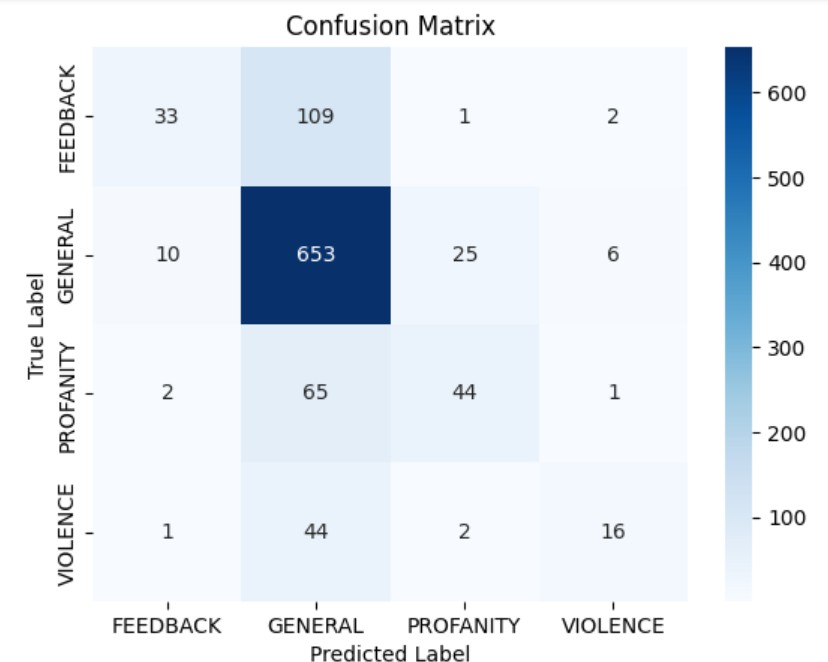 Confusion Matrix
True Label
FEEDBACK 33 109 1 2
GENERAL 10 653 25 6
PROFANITY 2 65 44 1
VIOLENCE 1 44 2 16
FEEDBACK GENERAL PROFANITY VIOLENCE
Predicted Label
600
500
400
300
200
100